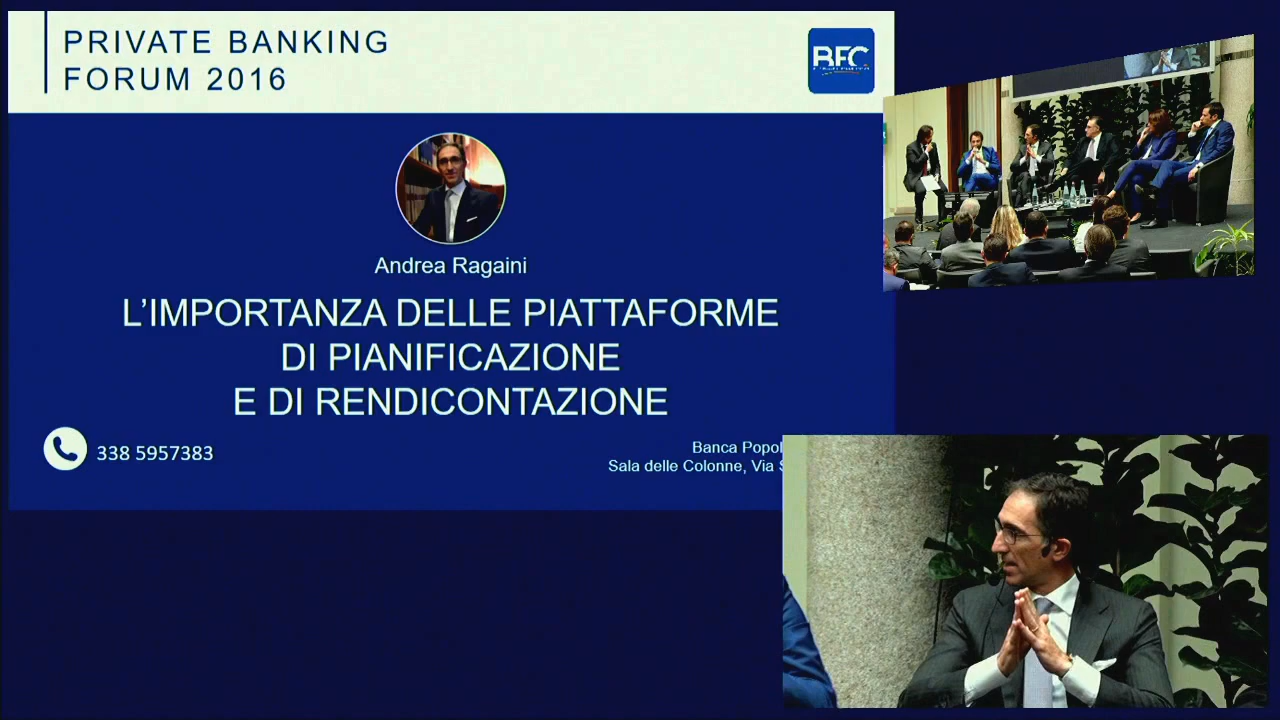 PRIVATE BANKING
FORUM 2016
BFC
Andrea Ragaini
L'IMPORTANZA DELLE PIATTAFORME
DI PIANIFICAZIONE
E DI RENDICONTAZIONE
338 5957383
Banca Popol
Sala delle Colonne, Via S